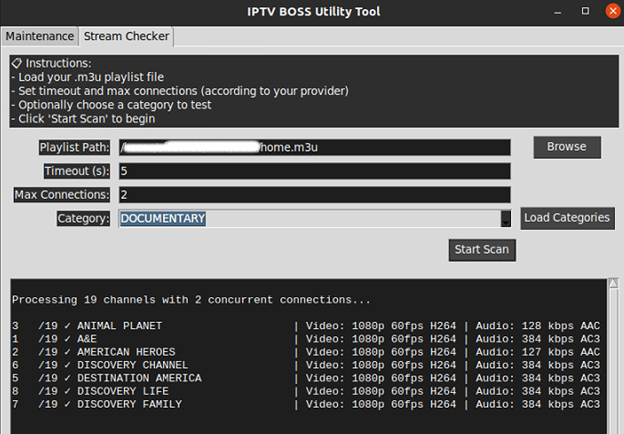 IPTV BOSS Utility Tool
Maintenance Stream Checker
Instructions:
- Load your .m3u playlist file
- Set timeout and max connections (according to your provider)
- Optionally choose a category to test
- Click 'Start Scan' to begin
Playlist Path: / /home.m3u Browse
Timeout (s): 5
Max Connections: 2
Category: DOCUMENTARY Load Categories
Start Scan
Processing 19 channels with 2 concurrent connections...
3 /19 ✓ ANIMAL PLANET | Video: 1080p 60fps H264 | Audio: 128 kbps AAC
1 /19 ✓ A&E | Video: 1080p 60fps H264 | Audio: 384 kbps AC3
2 /19 ✓ AMERICAN HEROES | Video: 1080p 60fps H264 | Audio: 127 kbps AAC
6 /19 ✓ DISCOVERY CHANNEL | Video: 1080p 60fps H264 | Audio: 384 kbps AC3
5 /19 ✓ DESTINATION AMERICA | Video: 1080p 60fps H264 | Audio: 384 kbps AC3
8 /19 ✓ DISCOVERY LIFE | Video: 1080p 60fps H264 | Audio: 384 kbps AC3
7 /19 ✓ DISCOVERY FAMILY | Video: 1080p 60fps H264 | Audio: 384 kbps AC3